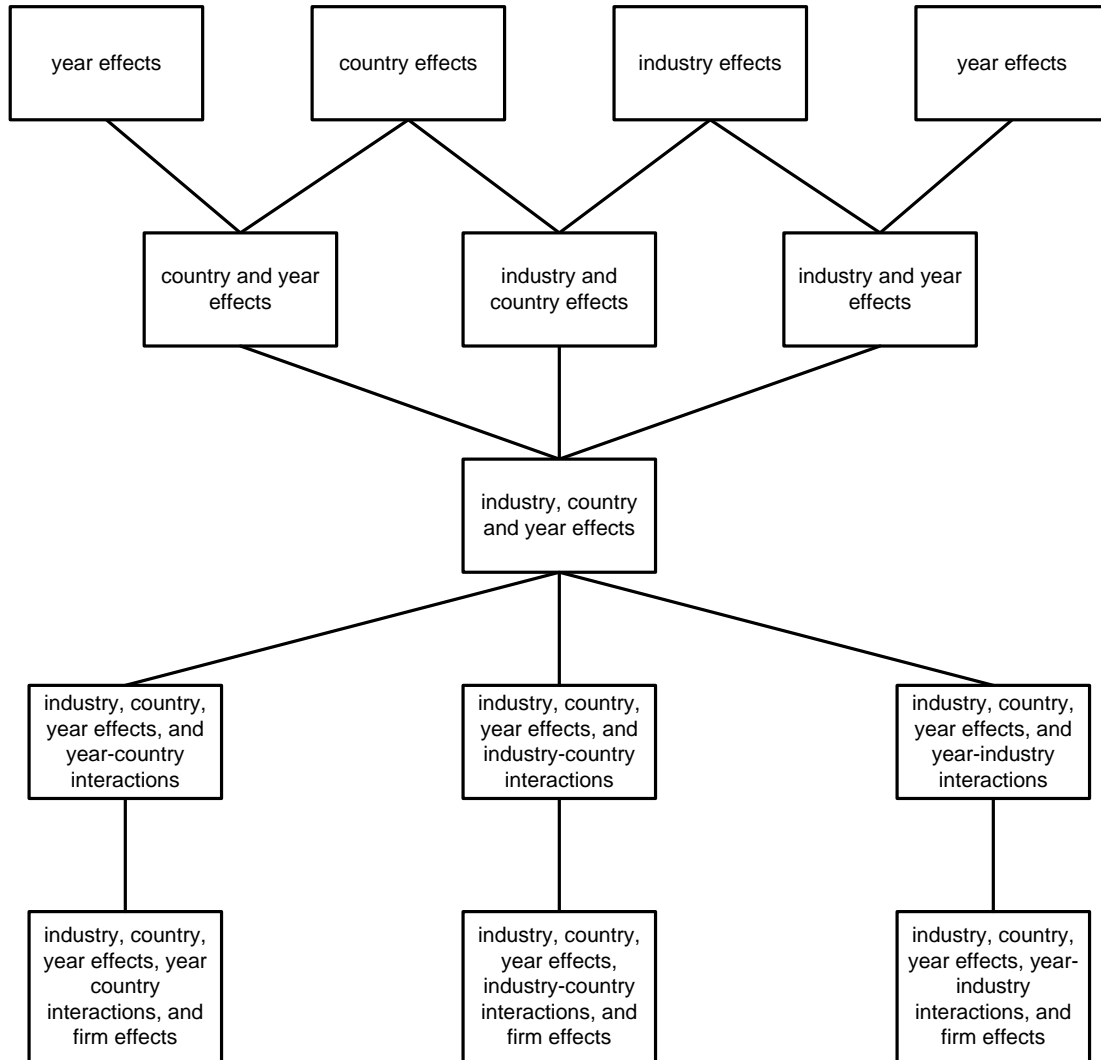 year effects
country effects
industry effects
year effects
country and year
effects
industry and
country effects
industry and year
effects
industry, country
and year effects
industry, country,
year effects, and
year-country
interactions
industry, country,
year effects, and
industry-country
interactions
industry, country,
year effects, and
year-industry
interactions
industry, country,
year effects, year
country
interactions, and
firm effects
industry, country,
year effects,
industry-country
interactions, and
firm effects
industry, country,
year effects, year-
industry
interactions, and
firm effects